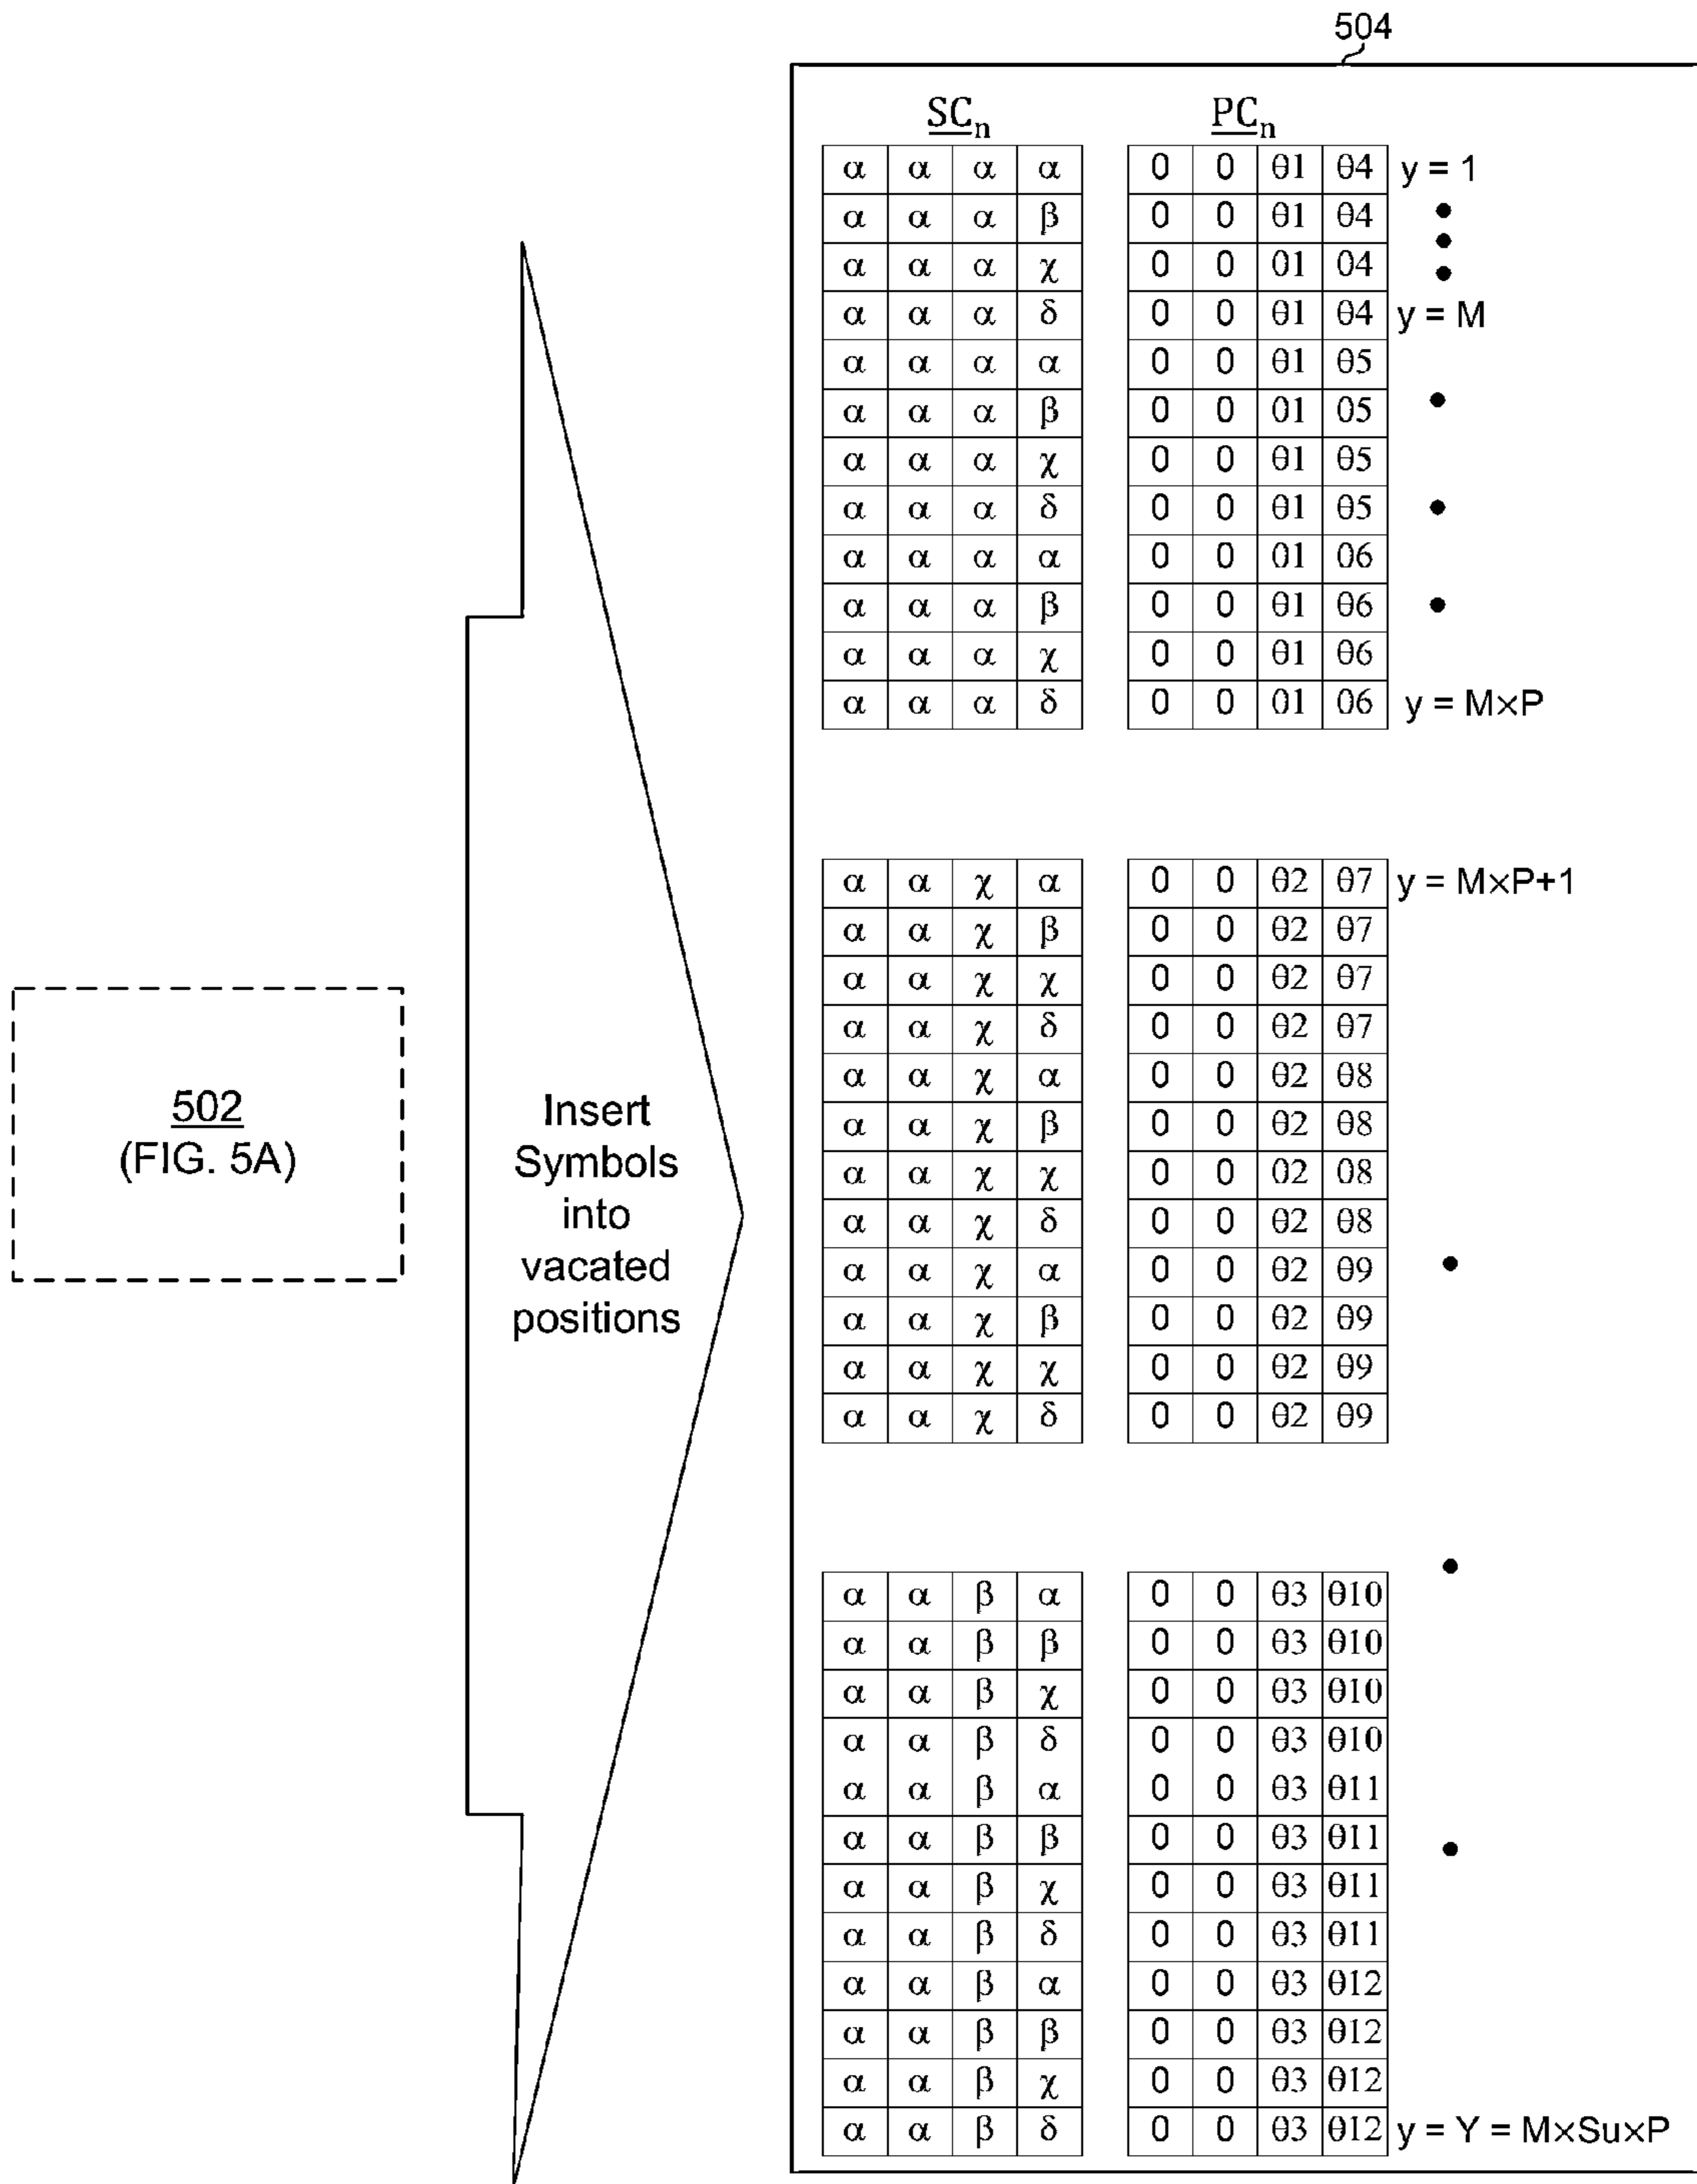 504
SCₙ PCₙ
α α α α 0 0 θ1 θ4 y = 1
α α α β 0 0 θ1 θ4
α α α χ 0 0 θ1 θ4
α α α δ 0 0 θ1 θ4 y = M
α α α α 0 0 θ1 θ5
α α α β 0 0 θ1 θ5
α α α χ 0 0 θ1 θ5
α α α δ 0 0 θ1 θ5
α α α α 0 0 θ1 θ6
α α α β 0 0 θ1 θ6
α α α χ 0 0 θ1 θ6
α α α δ 0 0 θ1 θ6 y = M×P
α α χ α 0 0 θ2 θ7 y = M×P+1
α α χ β 0 0 θ2 θ7
α α χ χ 0 0 θ2 θ7
α α χ δ 0 0 θ2 θ7
α α χ α 0 0 θ2 θ8
α α χ β 0 0 θ2 θ8
α α χ χ 0 0 θ2 θ8
α α χ δ 0 0 θ2 θ8
α α χ α 0 0 θ2 θ9
α α χ β 0 0 θ2 θ9
α α χ χ 0 0 θ2 θ9
α α χ δ 0 0 θ2 θ9
α α β α 0 0 θ3 θ10
α α β β 0 0 θ3 θ10
α α β χ 0 0 θ3 θ10
α α β δ 0 0 θ3 θ10
α α β α 0 0 θ3 θ11
α α β β 0 0 θ3 θ11
α α β χ 0 0 θ3 θ11
α α β δ 0 0 θ3 θ11
α α β α 0 0 θ3 θ12
α α β β 0 0 θ3 θ12
α α β χ 0 0 θ3 θ12
α α β δ 0 0 θ3 θ12 y = Y = M×Su×P
502
(FIG. 5A)
Insert
Symbols
into
vacated
positions